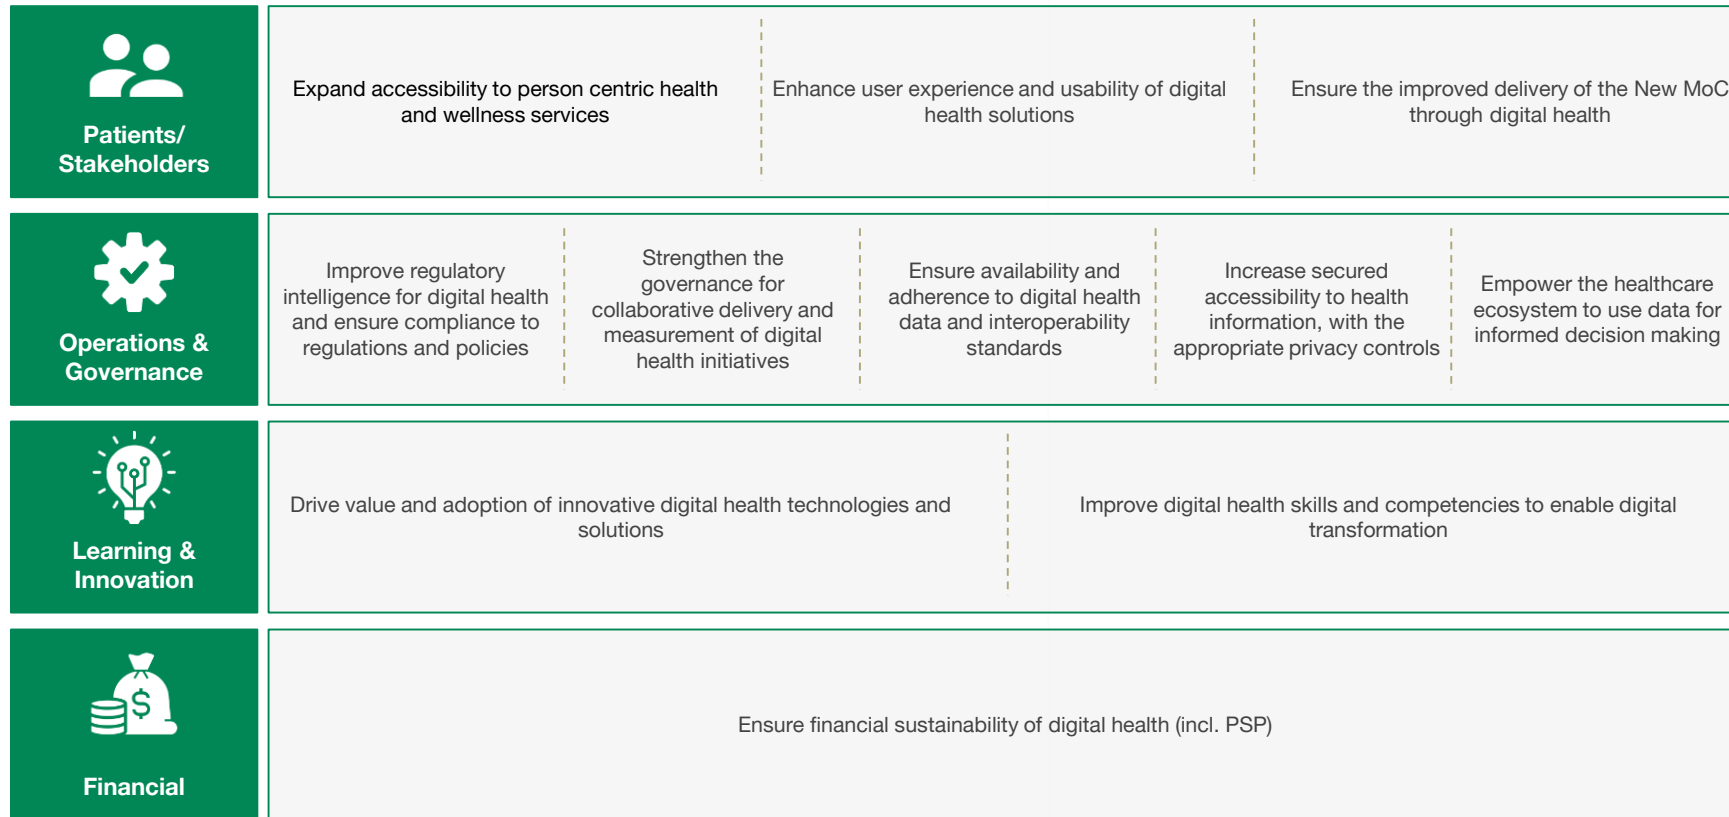 Patients/
Stakeholders
Expand accessibility to person centric health
and wellness services
Enhance user experience and usability of digital
health solutions
Ensure the improved delivery of the New MoC
through digital health
Operations &
Governance
Improve regulatory
intelligence for digital health
and ensure compliance to
regulations and policies
Strengthen the
governance for
collaborative delivery and
measurement of digital
health initiatives
Ensure availability and
adherence to digital health
data and interoperability
standards
Increase secured
accessibility to health
information, with the
appropriate privacy controls
Empower the healthcare
ecosystem to use data for
informed decision making
Learning &
Innovation
Drive value and adoption of innovative digital health technologies and
solutions
Improve digital health skills and competencies to enable digital
transformation
$
Financial
Ensure financial sustainability of digital health (incl. PSP)